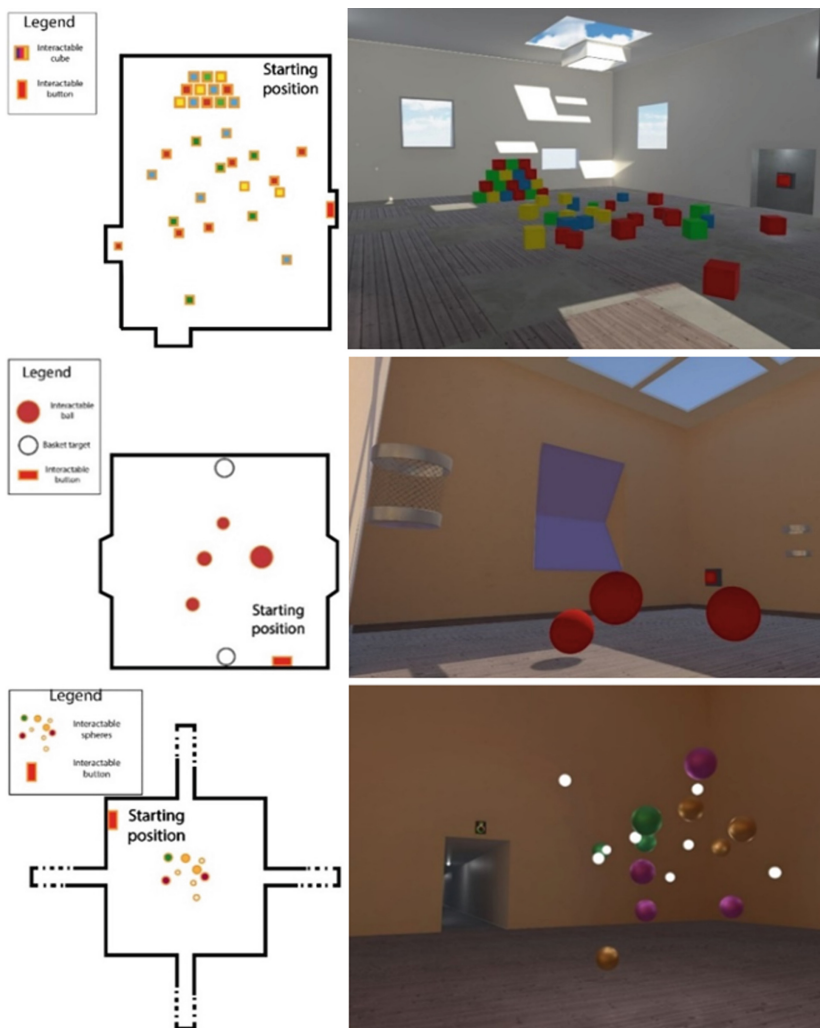 Legend
Interactable
cube
Interactable
button
Starting
position
Legend
Interactable
ball
Basket target
Interactable
button
Starting
position
Legend
Interactable
spheres
Interactable
button
Starting
position